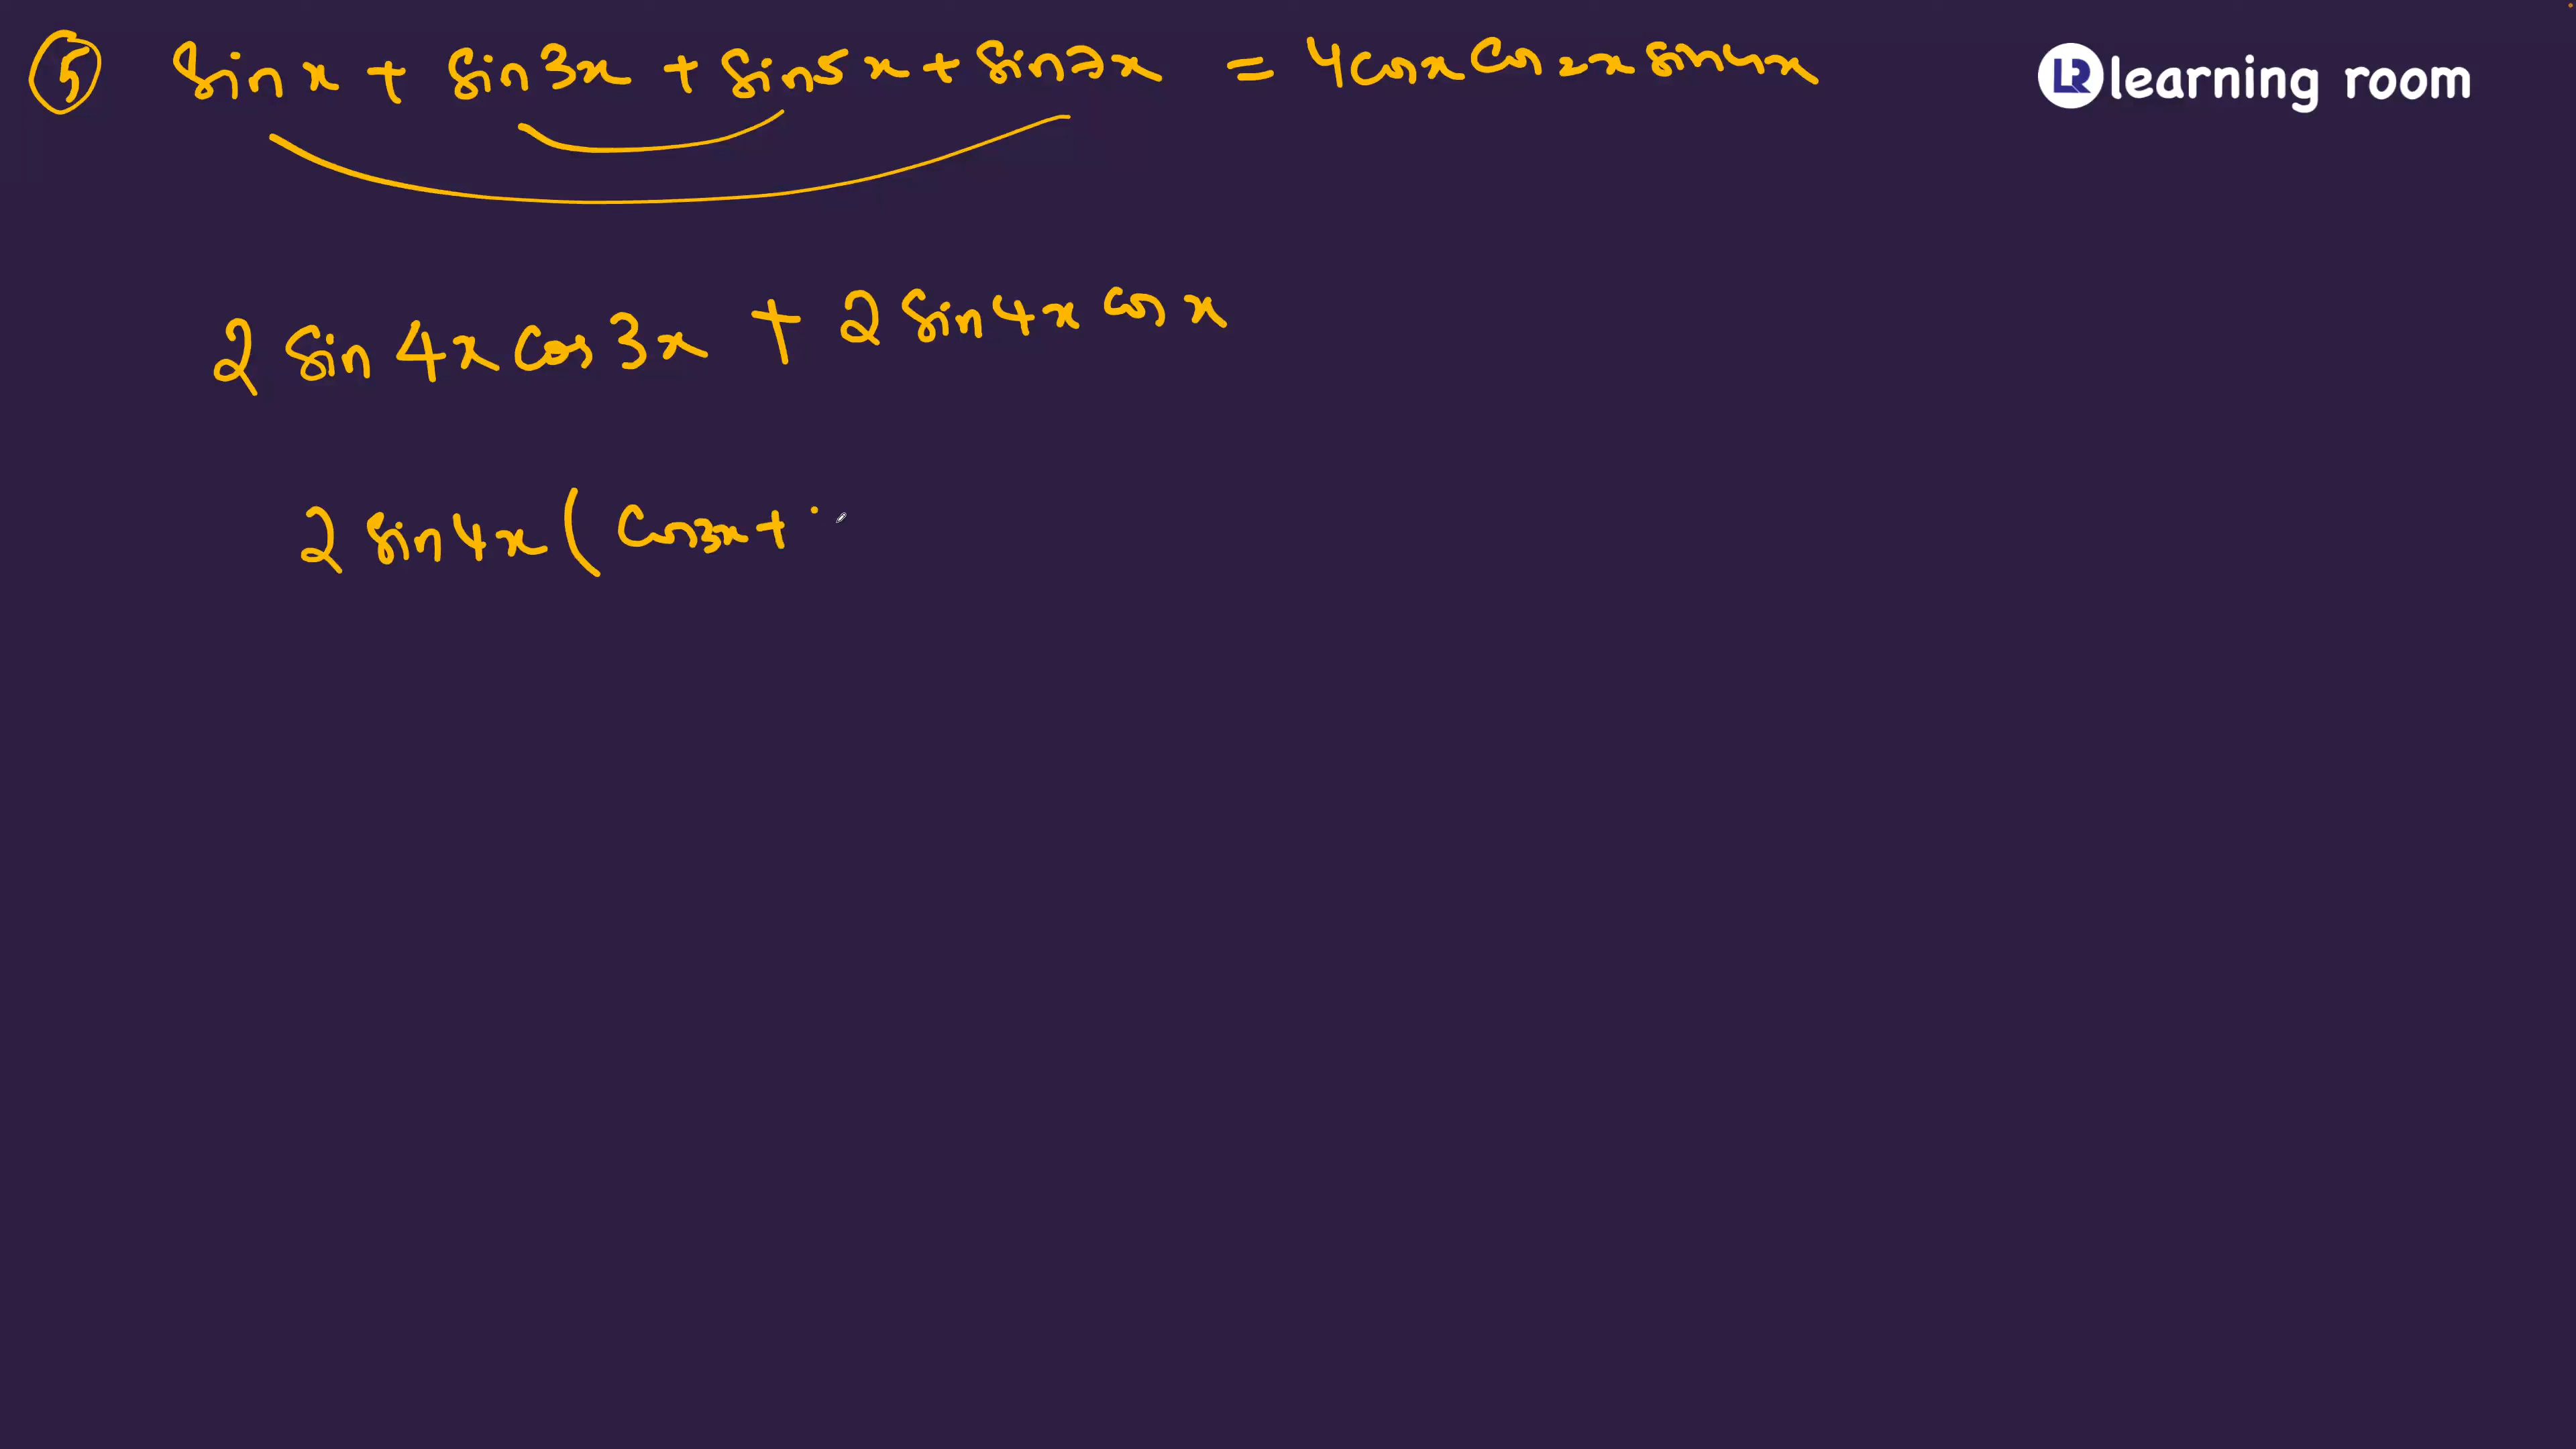 ⑤ sin x + sin 3x + sin 5x + sin 7x = 4 cos x cos 2x sin 4x
LR learning room
2 sin 4x cos 3x + 2 sin 4x cos x
2 sin 4x ( cos 3x +